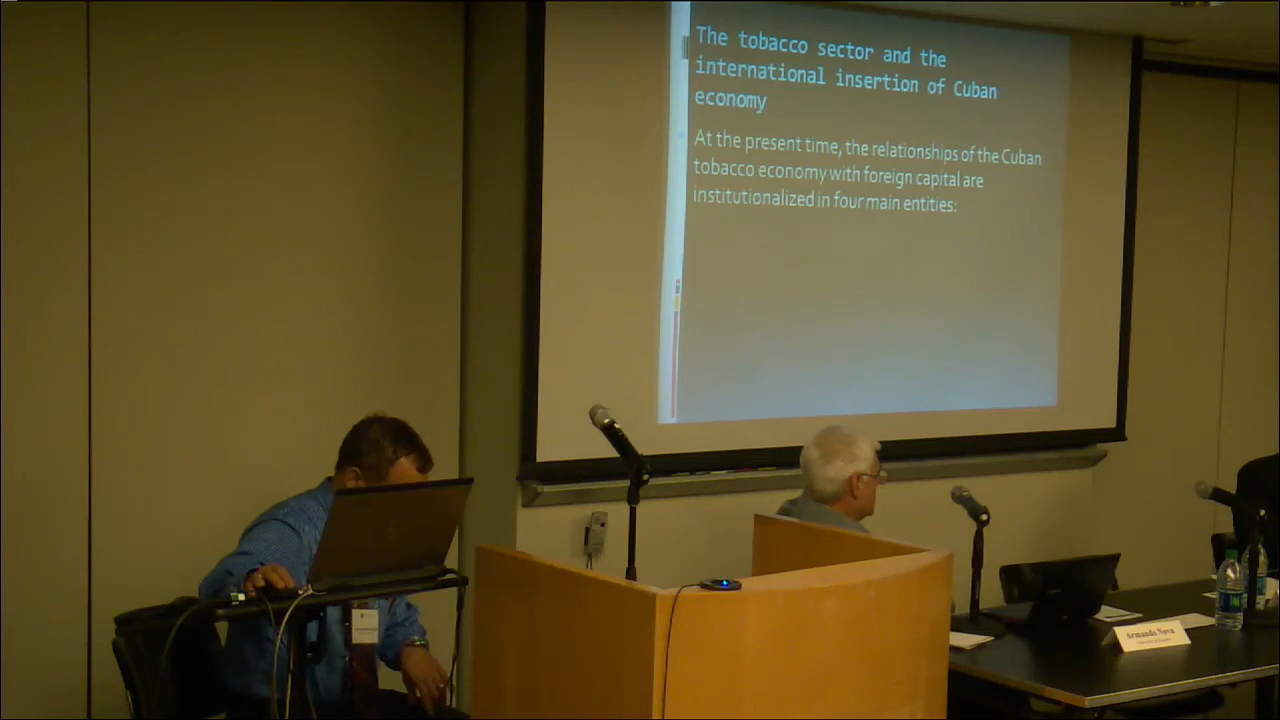 The tobacco sector and the
international insertion of Cuban
economy
At the present time, the relationships of the Cuban
tobacco economy with foreign capital are
institutionalized in four main entities:
Armando Nova